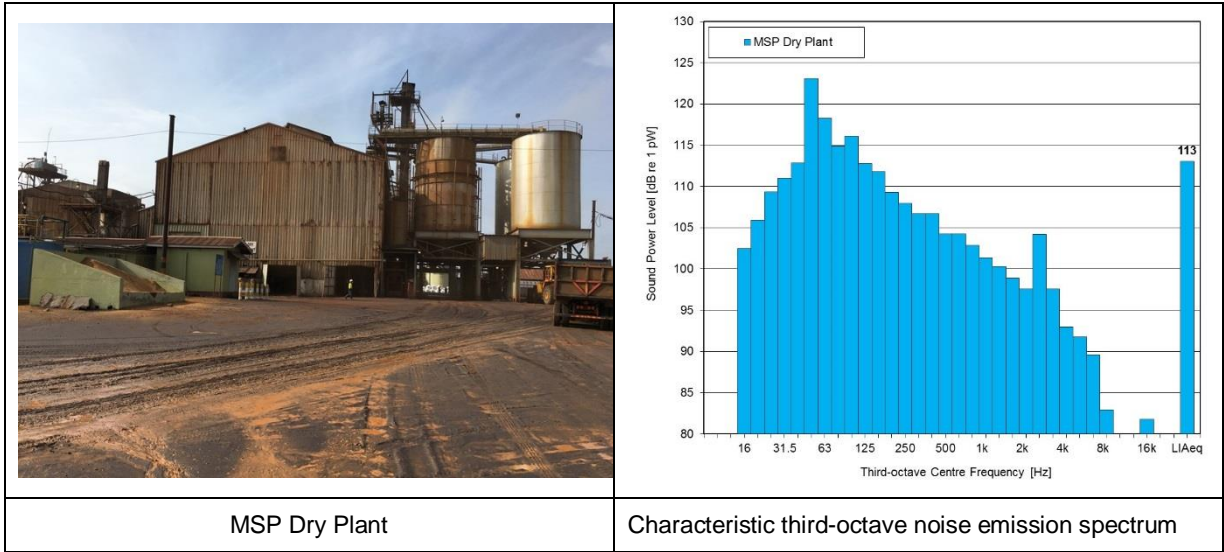 130
125
120
115
110
105
100
95
90
85
80
Sound Power Level [dB re 1 pW]
MSP Dry Plant
113
16 31.5 63 125 250 500 1k 2k 4k 8k 16k LIAeq
Third-octave Centre Frequency [Hz]
MSP Dry Plant
Characteristic third-octave noise emission spectrum